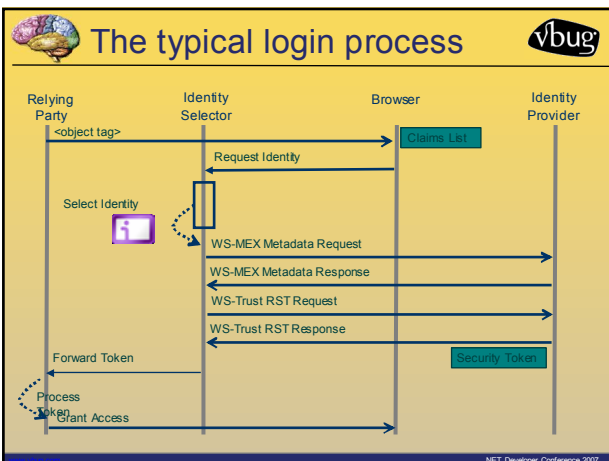 The typical login process
vbug
Relying
Party
Identity
Selector
Browser
Identity
Provider
<object tag>
Claims List
Request Identity
Select Identity
WS-MEX Metadata Request
WS-MEX Metadata Response
WS-Trust RST Request
WS-Trust RST Response
Forward Token
Security Token
Process
Token
Grant Access
.NET Developer Conference 2007